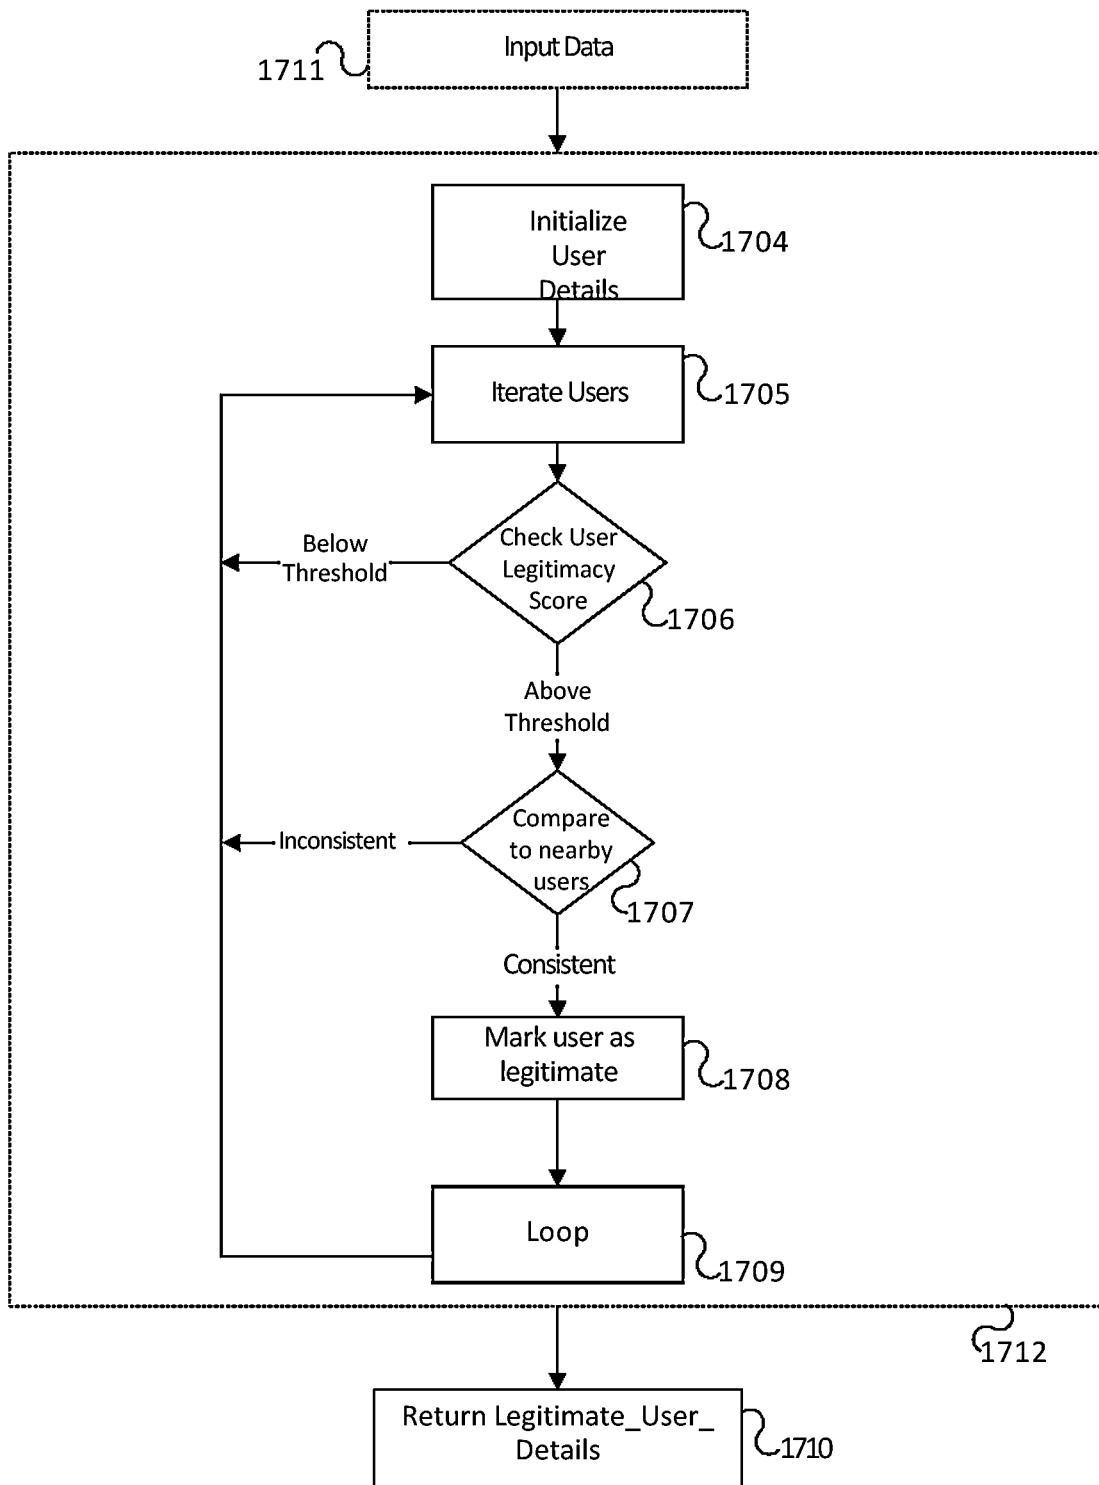 Input Data
1711
Initialize
User
Details
1704
Iterate Users
1705
Check User
Legitimacy
Score
1706
Below
Threshold
Above
Threshold
Compare
to nearby
users
1707
Inconsistent
Consistent
Mark user as
legitimate
1708
Loop
1709
1712
Return Legitimate_User_
Details
1710